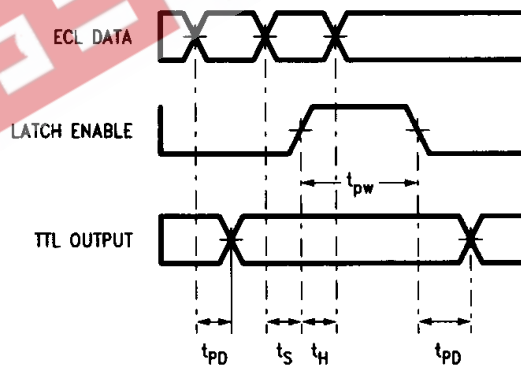 ECL DATA
LATCH ENABLE
tpw
TTL OUTPUT
tPD
tS
tH
tPD